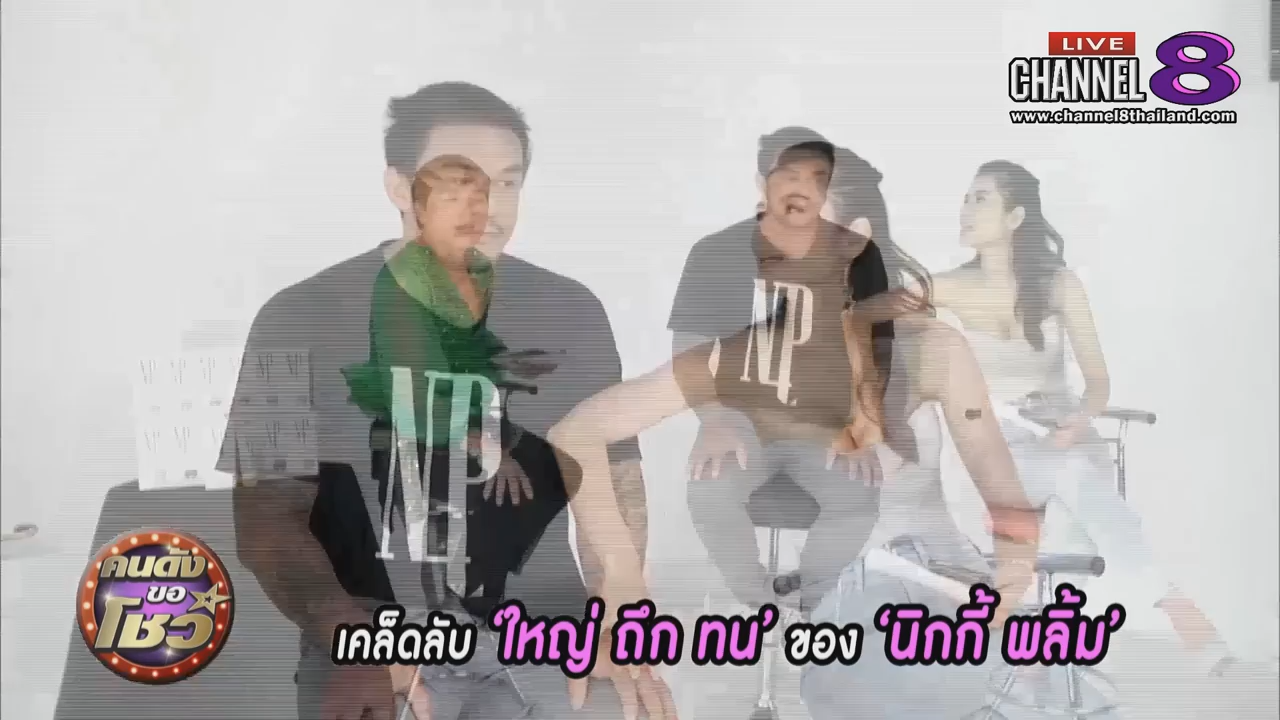 LIVE
CHANNEL 8
www.channel8thailand.com
NP
NP
คนดัง
ขอ
โชว์
เคล็ดลับ ‘ใหญ่ ถึก ทน’ ของ ‘นิกกี้ พลิ้ม’